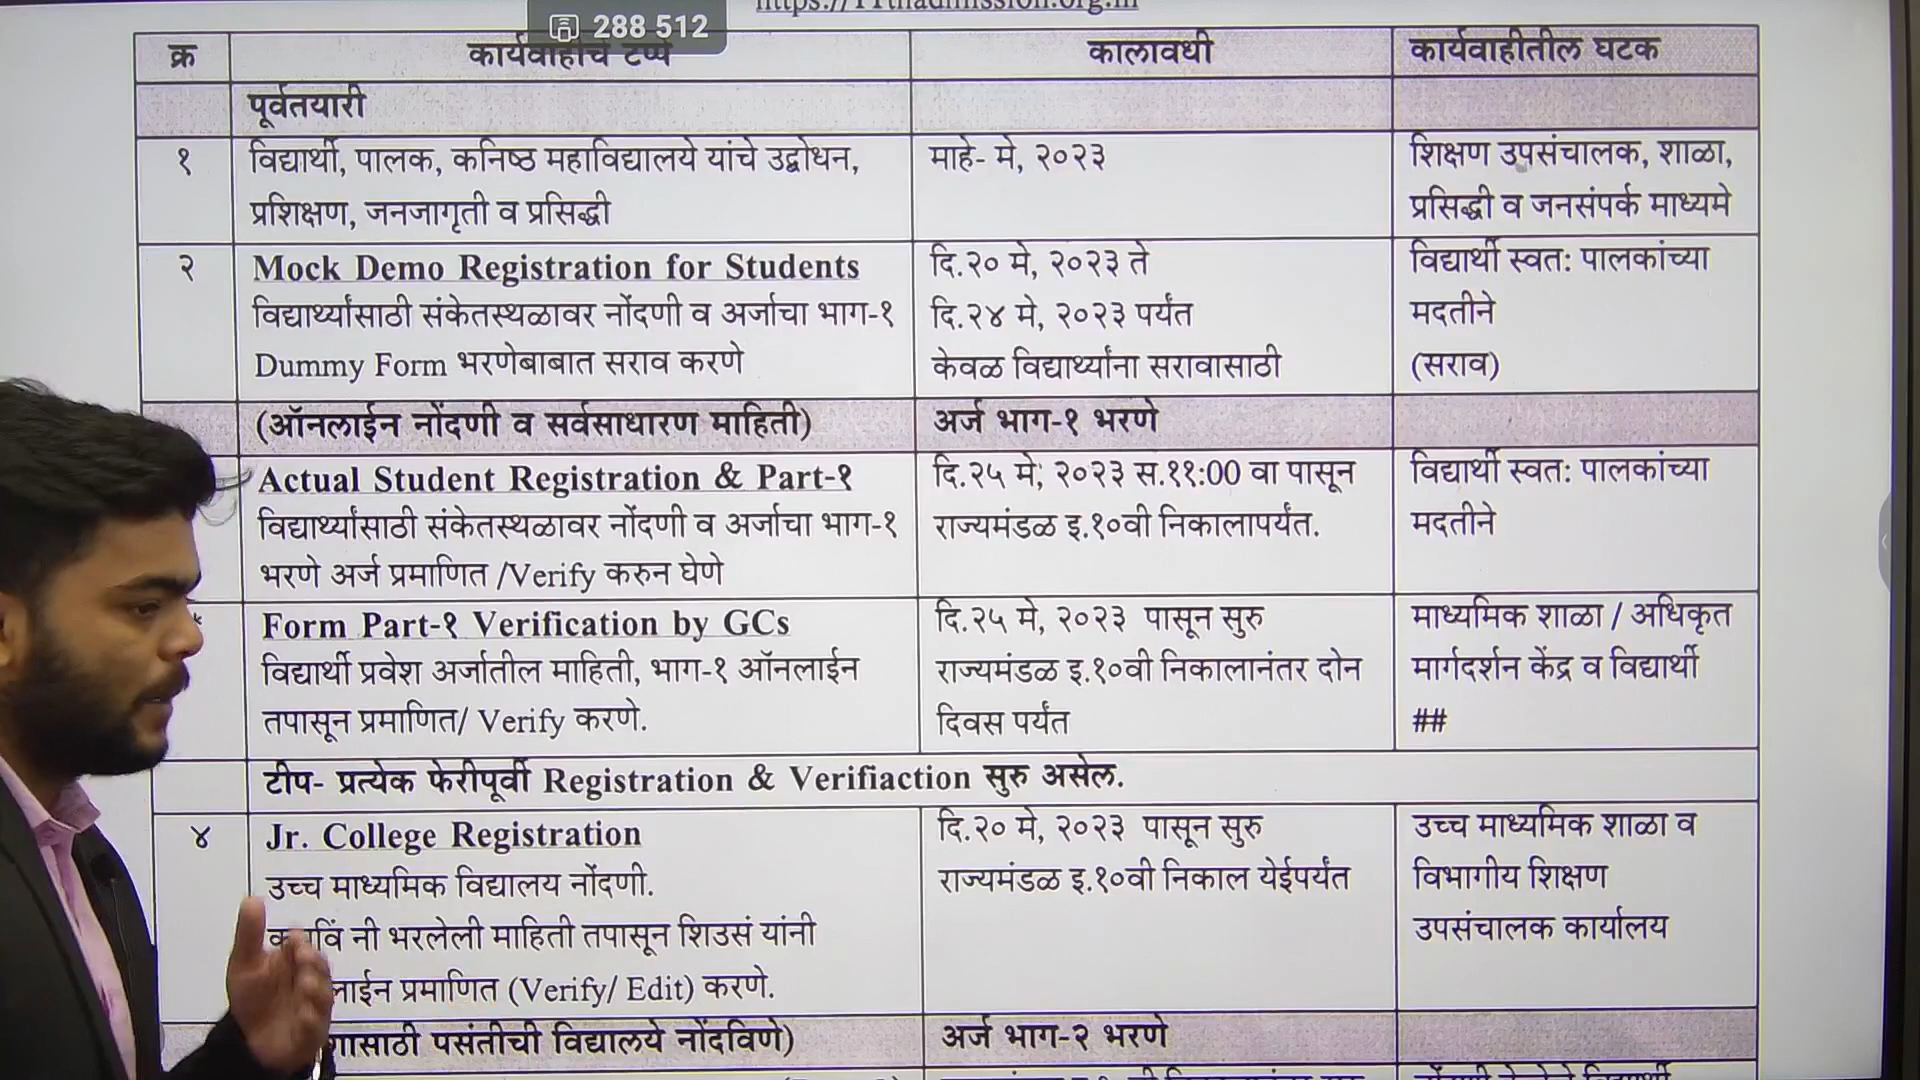 https://11thadmission.org.in
288 512
क्र कार्यवाहीचे टप्पे कालावधी कार्यवाहीतील घटक
पूर्वतयारी
१ विद्यार्थी, पालक, कनिष्ठ महाविद्यालये यांचे उद्बोधन, माहे- मे, २०२३ शिक्षण उपसंचालक, शाळा,
प्रशिक्षण, जनजागृती व प्रसिद्धी प्रसिद्धी व जनसंपर्क माध्यमे
२ Mock Demo Registration for Students दि.२० मे, २०२३ ते विद्यार्थी स्वत: पालकांच्या
विद्यार्थ्यांसाठी संकेतस्थळावर नोंदणी व अर्जाचा भाग-१ दि.२४ मे, २०२३ पर्यंत मदतीने
Dummy Form भरणेबाबात सराव करणे केवळ विद्यार्थ्यांना सरावासाठी (सराव)
(ऑनलाईन नोंदणी व सर्वसाधारण माहिती) अर्ज भाग-१ भरणे
Actual Student Registration & Part-१ दि.२५ मे, २०२३ स.११:00 वा पासून विद्यार्थी स्वत: पालकांच्या
विद्यार्थ्यांसाठी संकेतस्थळावर नोंदणी व अर्जाचा भाग-१ राज्यमंडळ इ.१०वी निकालापर्यंत. मदतीने
भरणे अर्ज प्रमाणित /Verify करुन घेणे
Form Part-१ Verification by GCs दि.२५ मे, २०२३ पासून सुरु माध्यमिक शाळा / अधिकृत
विद्यार्थी प्रवेश अर्जातील माहिती, भाग-१ ऑनलाईन राज्यमंडळ इ.१०वी निकालानंतर दोन मार्गदर्शन केंद्र व विद्यार्थी
तपासून प्रमाणित/ Verify करणे. दिवस पर्यंत ##
टीप- प्रत्येक फेरीपूर्वी Registration & Verifiaction सुरु असेल.
४ Jr. College Registration दि.२० मे, २०२३ पासून सुरु उच्च माध्यमिक शाळा व
उच्च माध्यमिक विद्यालय नोंदणी. राज्यमंडळ इ.१०वी निकाल येईपर्यंत विभागीय शिक्षण
नी भरलेली माहिती तपासून शिउसं यांनी उपसंचालक कार्यालय
लाईन प्रमाणित (Verify/ Edit) करणे.
शासाठी पसंतीची विद्यालये नोंदविणे) अर्ज भाग-२ भरणे